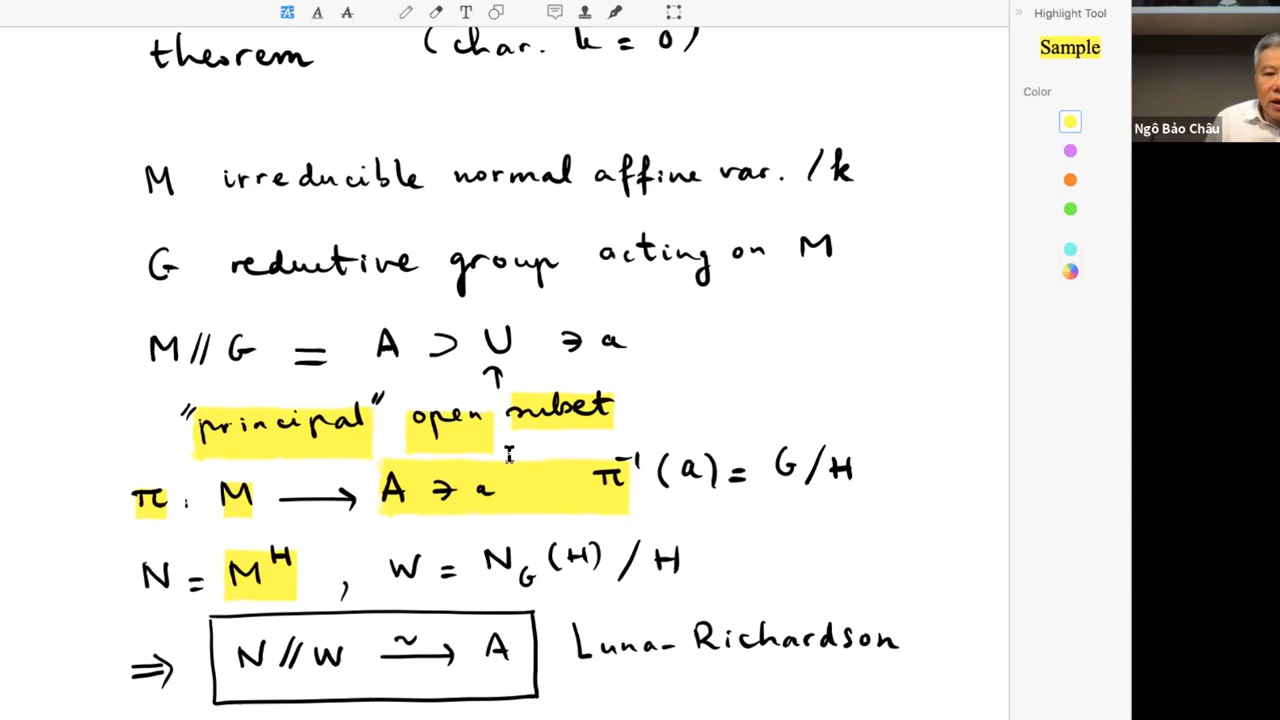 Highlight Tool
Sample
Color
Ngô Bảo Châu
theorem (char. k = 0)
M irreducible normal affine var. /k
G reductive group acting on M
M // G = A ⊃ U ∋ a
↑
"principal" open subset
π : M ⟶ A ∋ a π⁻¹(a) = G/H
N = M^H , W = N_G(H)/H
⇒ N // W ⥲ A Luna-Richardson